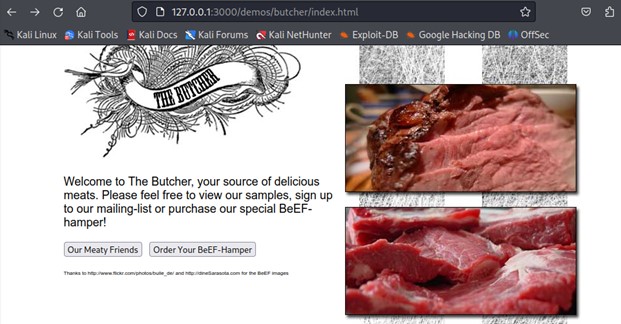 127.0.0.1:3000/demos/butcher/index.html
Kali Linux Kali Tools Kali Docs Kali Forums Kali NetHunter Exploit-DB Google Hacking DB OffSec
THE BUTCHER
Welcome to The Butcher, your source of delicious
meats. Please feel free to view our samples, sign up
to our mailing-list or purchase our special BeEF-
hamper!
Our Meaty Friends Order Your BeEF-Hamper
Thanks to http://www.flickr.com/photos/bulle_de/ and http://dineSarasota.com for the BeEF images